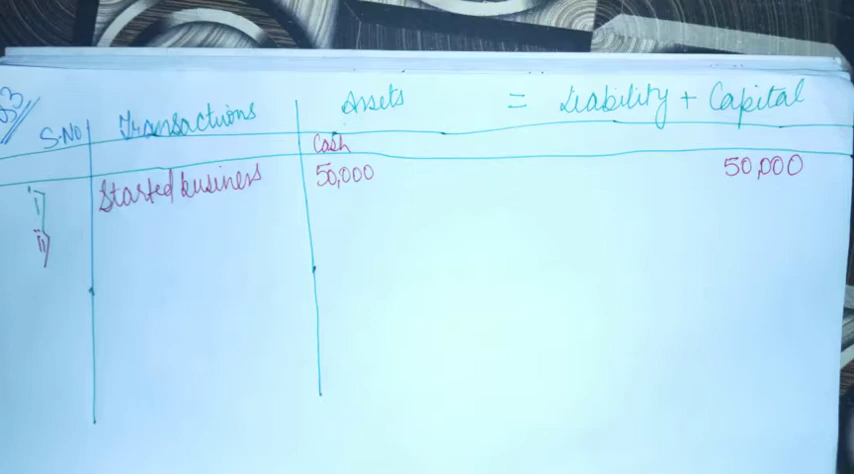 S.No Transactions Assets = Liability + Capital
Cash
i) Started business 50,000 50,000
ii)